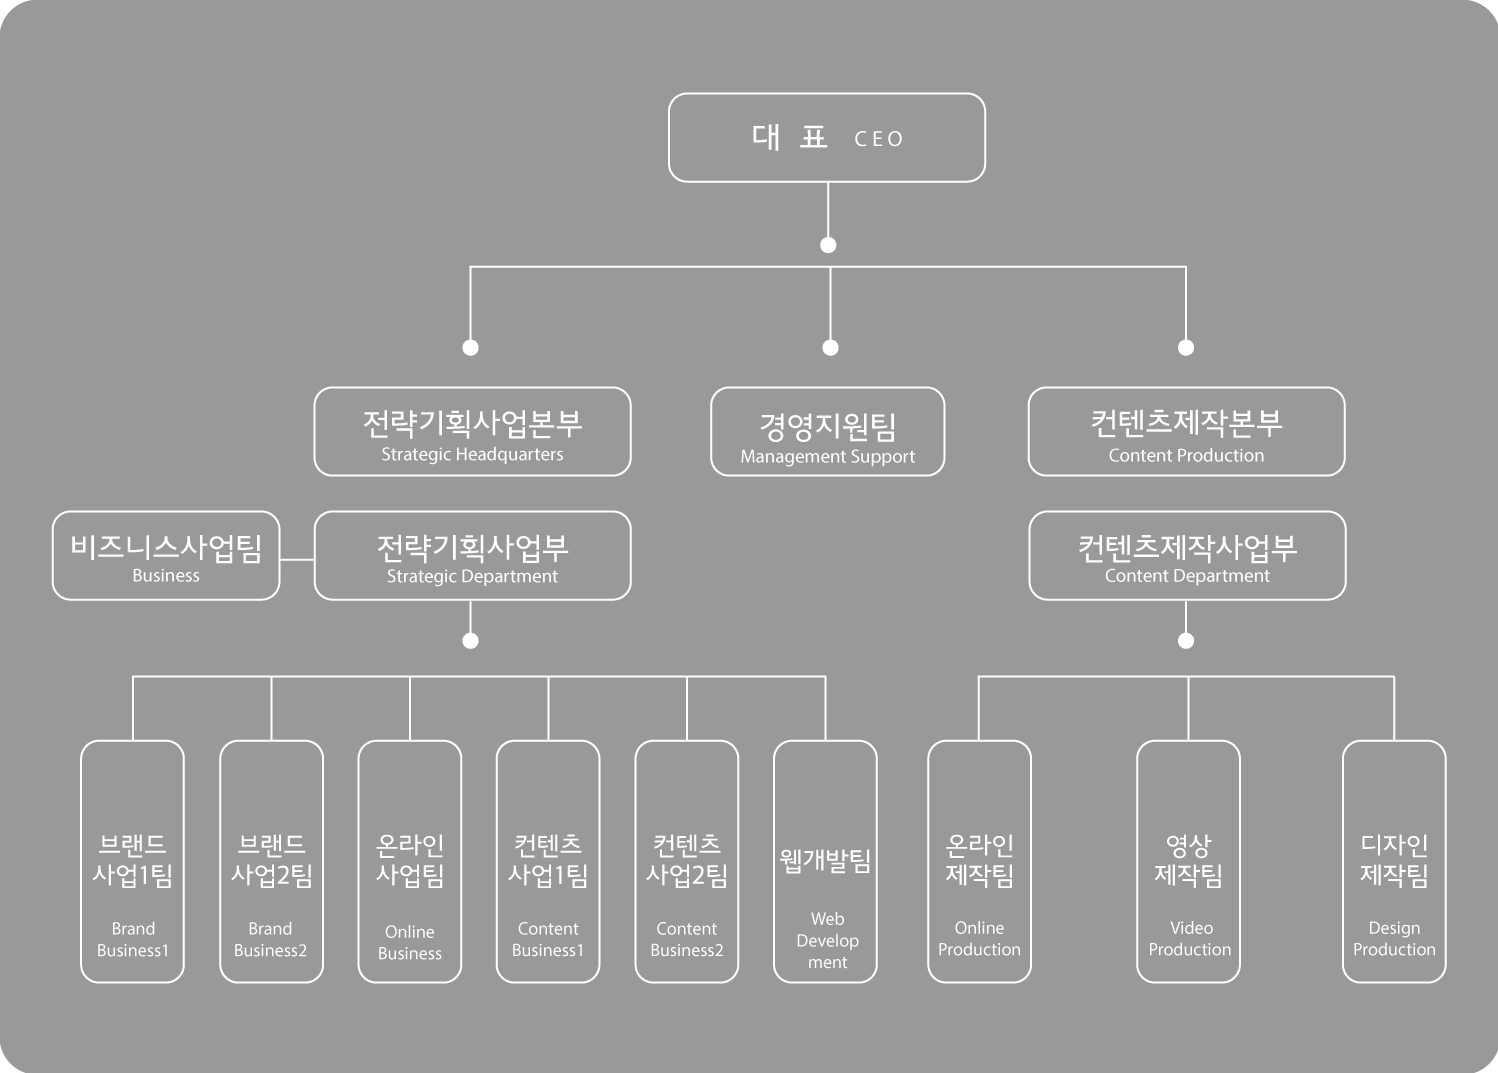 대 표 CEO
전략기획사업본부
Strategic Headquarters
경영지원팀
Management Support
컨텐츠제작본부
Content Production
비즈니스사업팀
Business
전략기획사업부
Strategic Department
컨텐츠제작사업부
Content Department
브랜드
사업1팀
Brand
Business1
브랜드
사업2팀
Brand
Business2
온라인
사업팀
Online
Business
컨텐츠
사업1팀
Content
Business1
컨텐츠
사업2팀
Content
Business2
웹개발팀
Web
Develop
ment
온라인
제작팀
Online
Production
영상
제작팀
Video
Production
디자인
제작팀
Design
Production